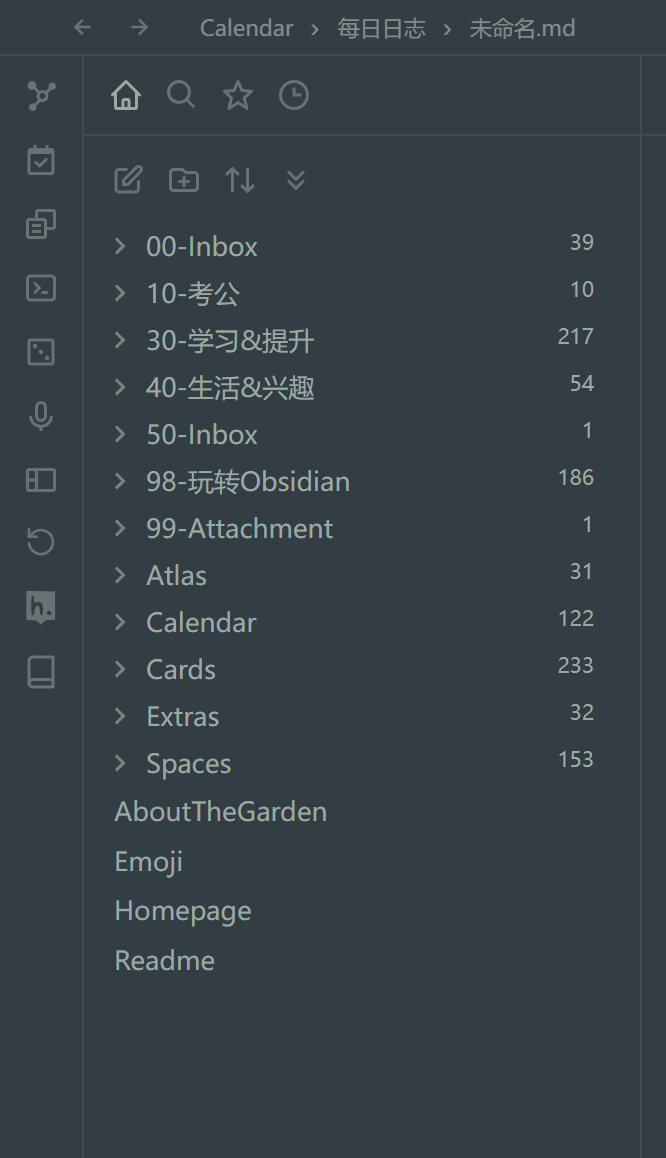 Calendar › 每日日志 › 未命名.md
00-Inbox 39
10-考公 10
30-学习&提升 217
40-生活&兴趣 54
50-Inbox 1
98-玩转Obsidian 186
99-Attachment 1
Atlas 31
Calendar 122
Cards 233
Extras 32
Spaces 153
h.
AboutTheGarden
Emoji
Homepage
Readme